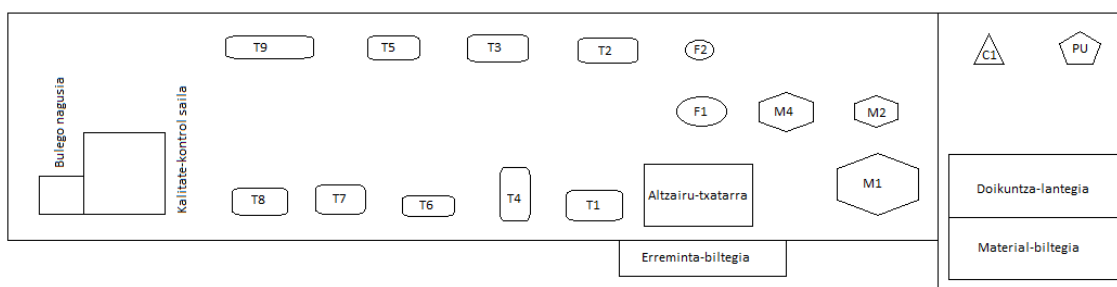 T9
T5
T3
T2
F2
C1
PU
Bulego nagusia
Kalitate-kontrol saila
F1
M4
M2
T8
T7
T6
T4
T1
Altzairu-txatarra
M1
Doikuntza-lantegia
Erreminta-biltegia
Material-biltegia